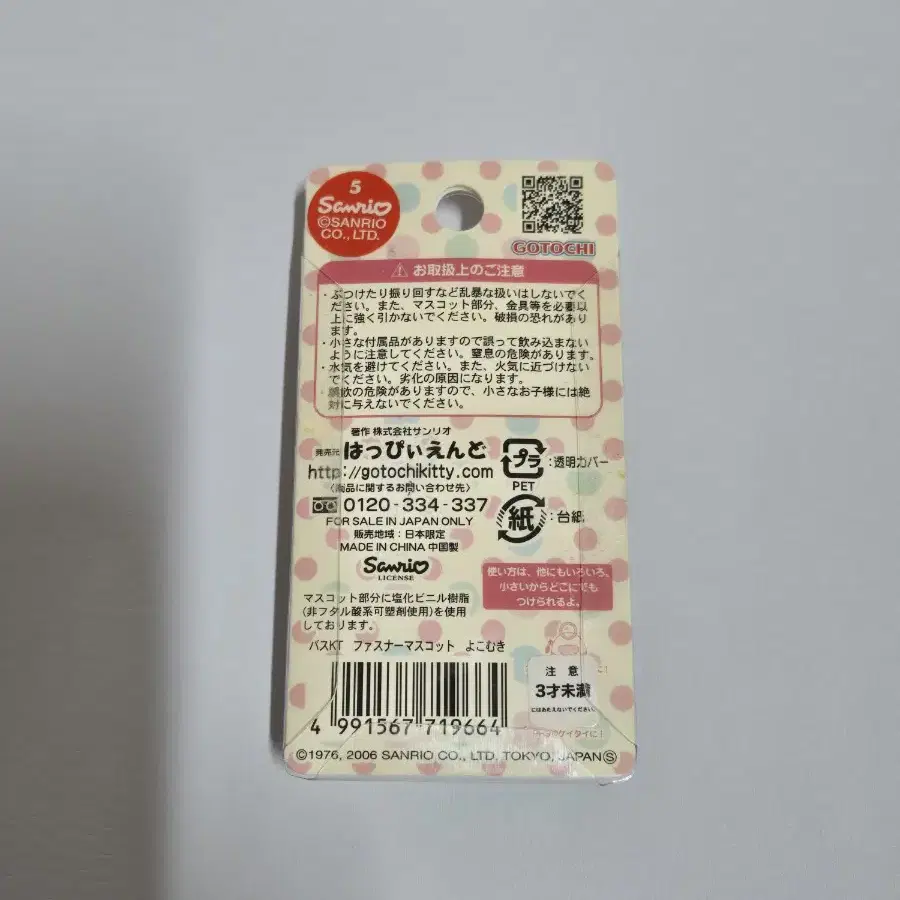 5
Sanrio
©SANRIO
CO., LTD.
GOTOCHI
お取扱上のご注意
・ぶつけたり振り回すなど乱暴な扱いはしないでく
ださい。また、マスコット部分、金具等を必要以
上に強く引かないでください。破損の恐れがあり
ます。
・小さな付属品がありますので誤って飲み込まない
ように注意してください。窒息の危険があります。
・水気を避けてください。また、火気に近づけない
でください。劣化の原因になります。
・誤飲の危険がありますので、小さなお子様には絶
対に与えないでください。
著作 株式会社サンリオ
発売元 はっぴぃえんど
http://gotochikitty.com
〈商品に関するお問い合わせ先〉
0120-334-337
FOR SALE IN JAPAN ONLY
販売地域:日本限定
MADE IN CHINA 中国製
Sanrio
LICENSE
プラ :透明カバー
PET
紙 :台紙
使い方は、他にもいろいろ。
小さいからどこにでも
つけられるよ。
マスコット部分に塩化ビニル樹脂
(非フタル酸系可塑剤使用)を使用
しております。
バスKT ファスナーマスコット よこむき
注 意
3才未満
にはあたえないでください。
4 991567 719664
©1976, 2006 SANRIO CO., LTD. TOKYO, JAPAN Ⓢ